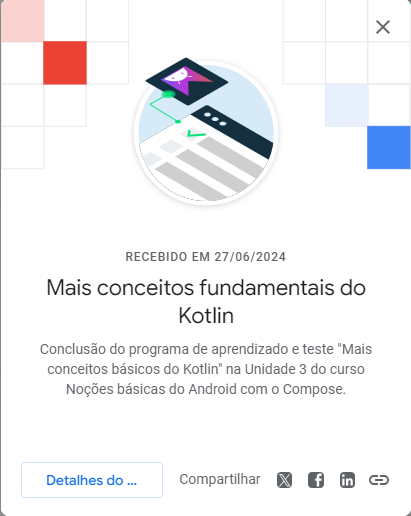 RECEBIDO EM 27/06/2024
Mais conceitos fundamentais do
Kotlin
Conclusão do programa de aprendizado e teste "Mais
conceitos básicos do Kotlin" na Unidade 3 do curso
Noções básicas do Android com o Compose.
Detalhes do ...
Compartilhar